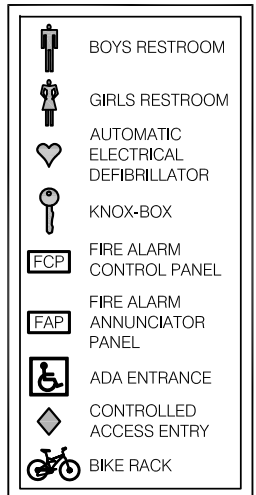 BOYS RESTROOM
GIRLS RESTROOM
AUTOMATIC
ELECTRICAL
DEFIBRILLATOR
KNOX-BOX
FCP
FIRE ALARM
CONTROL PANEL
FAP
FIRE ALARM
ANNUNCIATOR
PANEL
ADA ENTRANCE
CONTROLLED
ACCESS ENTRY
BIKE RACK